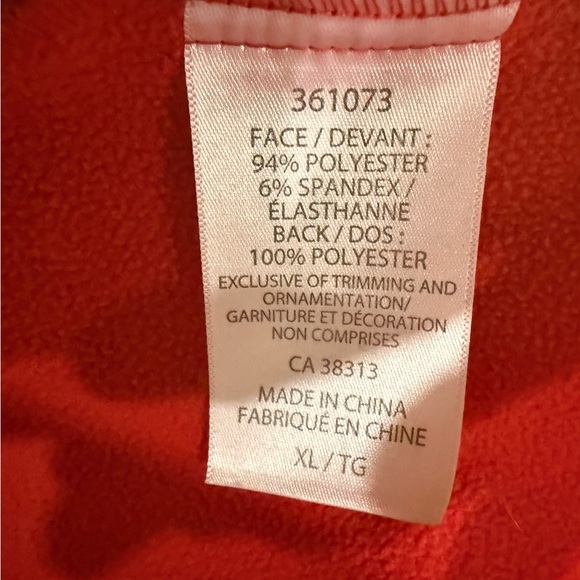 361073
FACE / DEVANT :
94% POLYESTER
6% SPANDEX /
ÉLASTHANNE
BACK / DOS :
100% POLYESTER
EXCLUSIVE OF TRIMMING AND
ORNAMENTATION/
GARNITURE ET DÉCORATION
NON COMPRISES
CA 38313
MADE IN CHINA
FABRIQUÉ EN CHINE
XL / TG